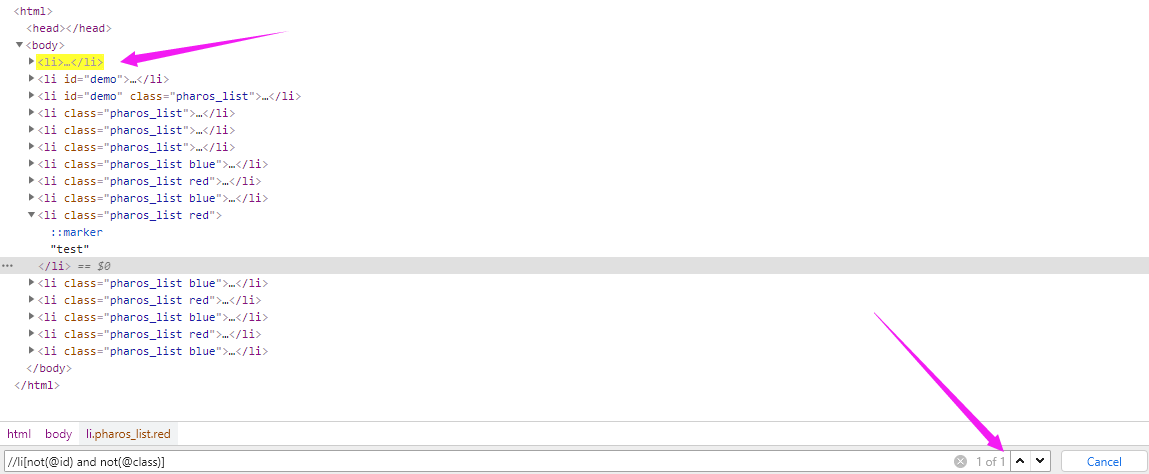 <html>
<head></head>
<body>
<li>…</li>
<li id="demo">…</li>
<li id="demo" class="pharos_list">…</li>
<li class="pharos_list">…</li>
<li class="pharos_list">…</li>
<li class="pharos_list">…</li>
<li class="pharos_list blue">…</li>
<li class="pharos_list red">…</li>
<li class="pharos_list blue">…</li>
<li class="pharos_list red">
::marker
"test"
</li> == $0
<li class="pharos_list blue">…</li>
<li class="pharos_list red">…</li>
<li class="pharos_list blue">…</li>
<li class="pharos_list red">…</li>
<li class="pharos_list blue">…</li>
</body>
</html>
html body li.pharos_list.red
//li[not(@id) and not(@class)] 1 of 1 Cancel